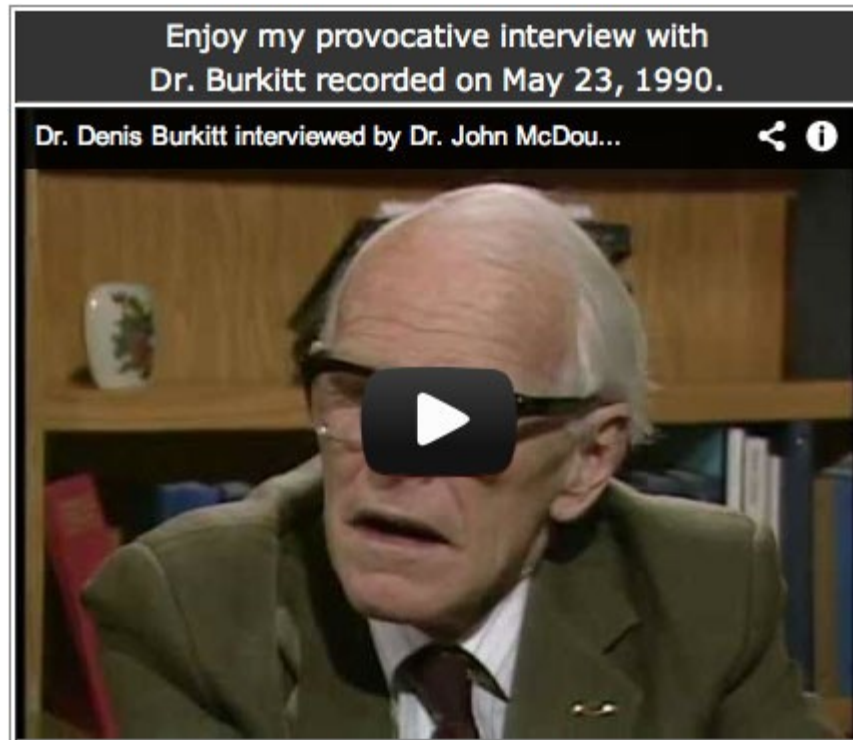 Enjoy my provocative interview with
Dr. Burkitt recorded on May 23, 1990.
Dr. Denis Burkitt interviewed by Dr. John McDou...